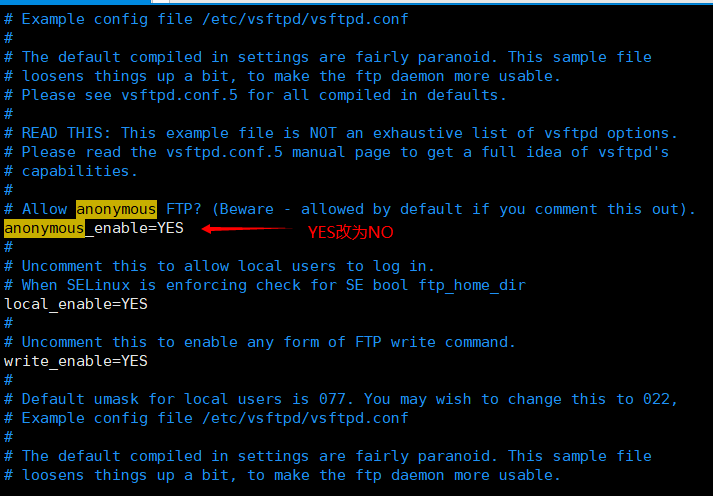 # Example config file /etc/vsftpd/vsftpd.conf
#
# The default compiled in settings are fairly paranoid. This sample file
# loosens things up a bit, to make the ftp daemon more usable.
# Please see vsftpd.conf.5 for all compiled in defaults.
#
# READ THIS: This example file is NOT an exhaustive list of vsftpd options.
# Please read the vsftpd.conf.5 manual page to get a full idea of vsftpd's
# capabilities.
#
# Allow anonymous FTP? (Beware - allowed by default if you comment this out).
anonymous_enable=YES YES改为NO
#
# Uncomment this to allow local users to log in.
# When SELinux is enforcing check for SE bool ftp_home_dir
local_enable=YES
#
# Uncomment this to enable any form of FTP write command.
write_enable=YES
#
# Default umask for local users is 077. You may wish to change this to 022,
# Example config file /etc/vsftpd/vsftpd.conf
#
# The default compiled in settings are fairly paranoid. This sample file
# loosens things up a bit, to make the ftp daemon more usable.